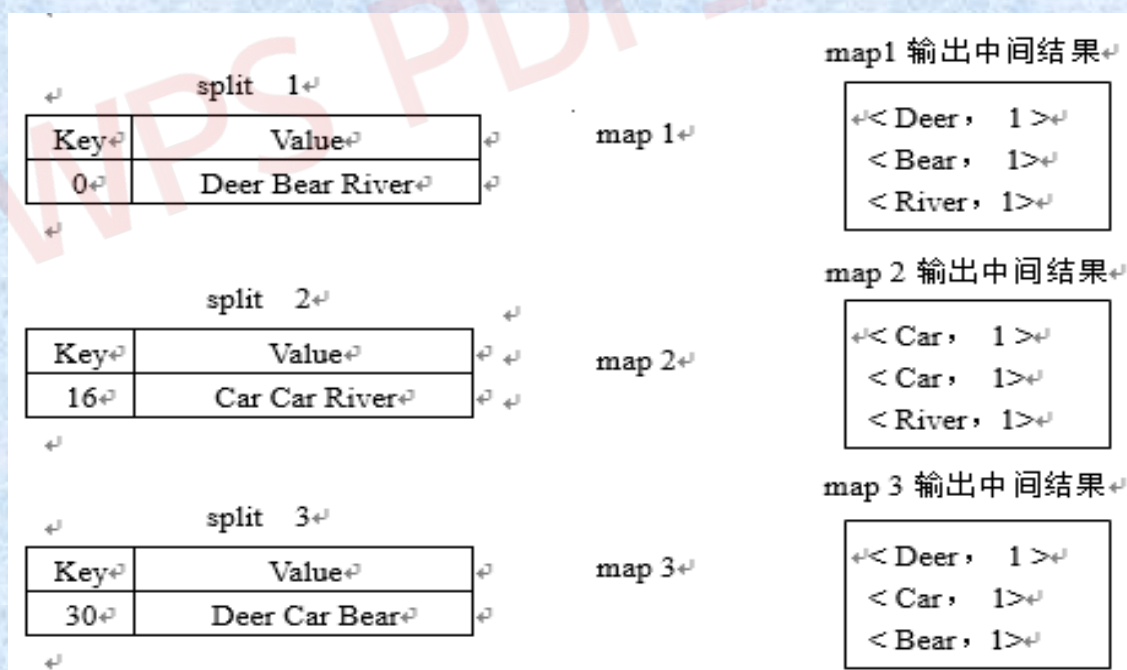 WPS PDF
map1 输出中间结果
split 1
Key Value
0 Deer Bear River
map 1
< Deer， 1 >
< Bear， 1>
< River，1>
map 2 输出中间结果
split 2
Key Value
16 Car Car River
map 2
< Car， 1 >
< Car， 1>
< River，1>
map 3 输出中间结果
split 3
Key Value
30 Deer Car Bear
map 3
< Deer， 1 >
< Car， 1>
< Bear，1>